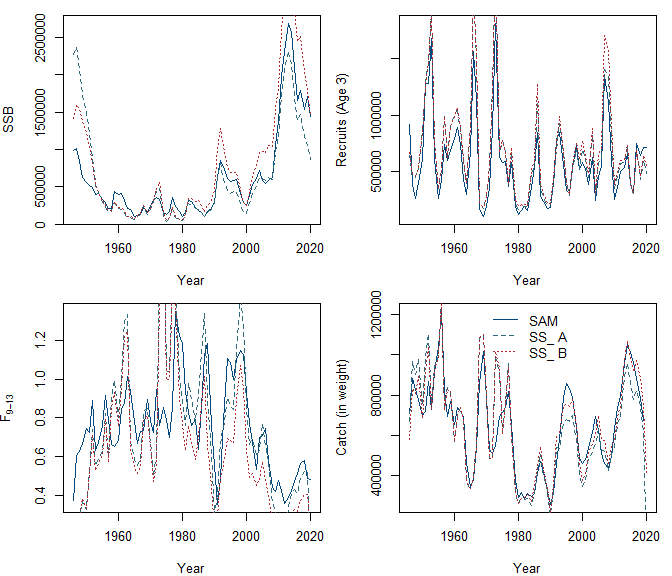 SSB
0 500000 1500000 2500000
1960 1980 2000 2020
Year
Recruits (Age 3)
500000 1000000
1960 1980 2000 2020
Year
F9−13
0.4 0.6 0.8 1.0 1.2
1960 1980 2000 2020
Year
Catch (in weight)
400000 800000 1200000
SAM
SS_ A
SS_ B
1960 1980 2000 2020
Year